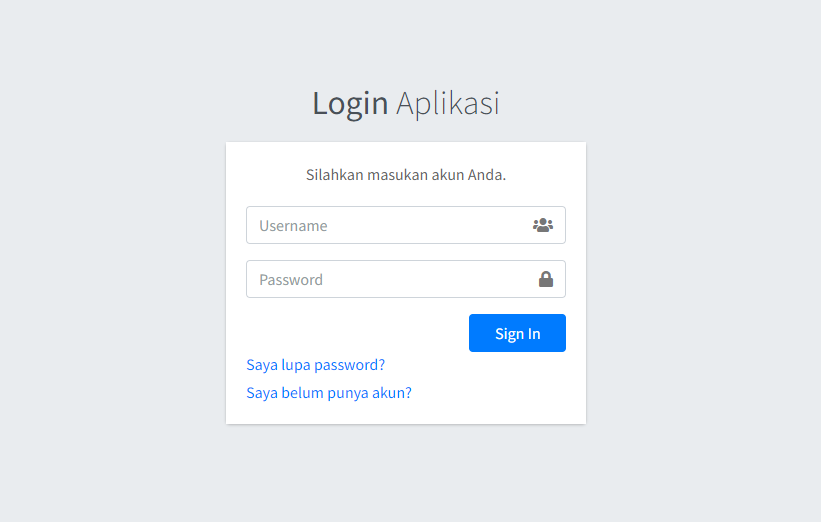 Login Aplikasi
Silahkan masukan akun Anda.
Username
Password
Sign In
Saya lupa password?
Saya belum punya akun?